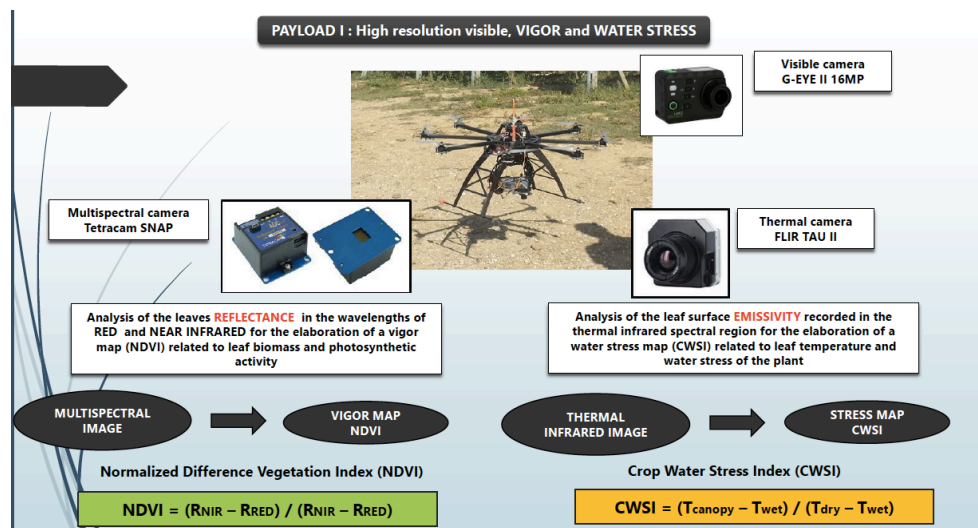 PAYLOAD I : High resolution visible, VIGOR and WATER STRESS
Visible camera
G-EYE II 16MP
Multispectral camera
Tetracam SNAP
Thermal camera
FLIR TAU II
Analysis of the leaves REFLECTANCE in the wavelengths of
RED and NEAR INFRARED for the elaboration of a vigor
map (NDVI) related to leaf biomass and photosynthetic
activity
Analysis of the leaf surface EMISSIVITY recorded in the
thermal infrared spectral region for the elaboration of a
water stress map (CWSI) related to leaf temperature and
water stress of the plant
MULTISPECTRAL
IMAGE
VIGOR MAP
NDVI
THERMAL
INFRARED IMAGE
STRESS MAP
CWSI
Normalized Difference Vegetation Index (NDVI)
Crop Water Stress Index (CWSI)
NDVI = (RNIR – RRED) / (RNIR – RRED)
CWSI = (Tcanopy – Twet) / (Tdry – Twet)